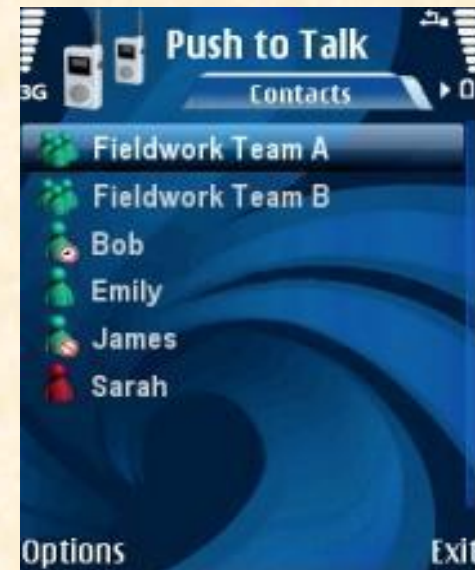 Push to Talk
3G
Contacts
Fieldwork Team A
Fieldwork Team B
Bob
Emily
James
Sarah
Options
Exit